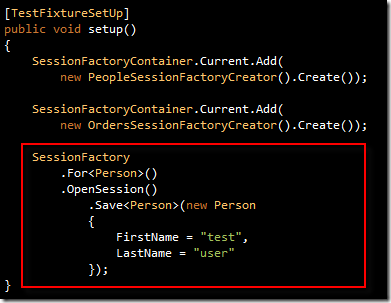 [TestFixtureSetUp]
public void setup()
{
    SessionFactoryContainer.Current.Add(
        new PeopleSessionFactoryCreator().Create());

    SessionFactoryContainer.Current.Add(
        new OrdersSessionFactoryCreator().Create());

    SessionFactory
        .For<Person>()
        .OpenSession()
            .Save<Person>(new Person
            {
                FirstName = "test",
                LastName = "user"
            });
}